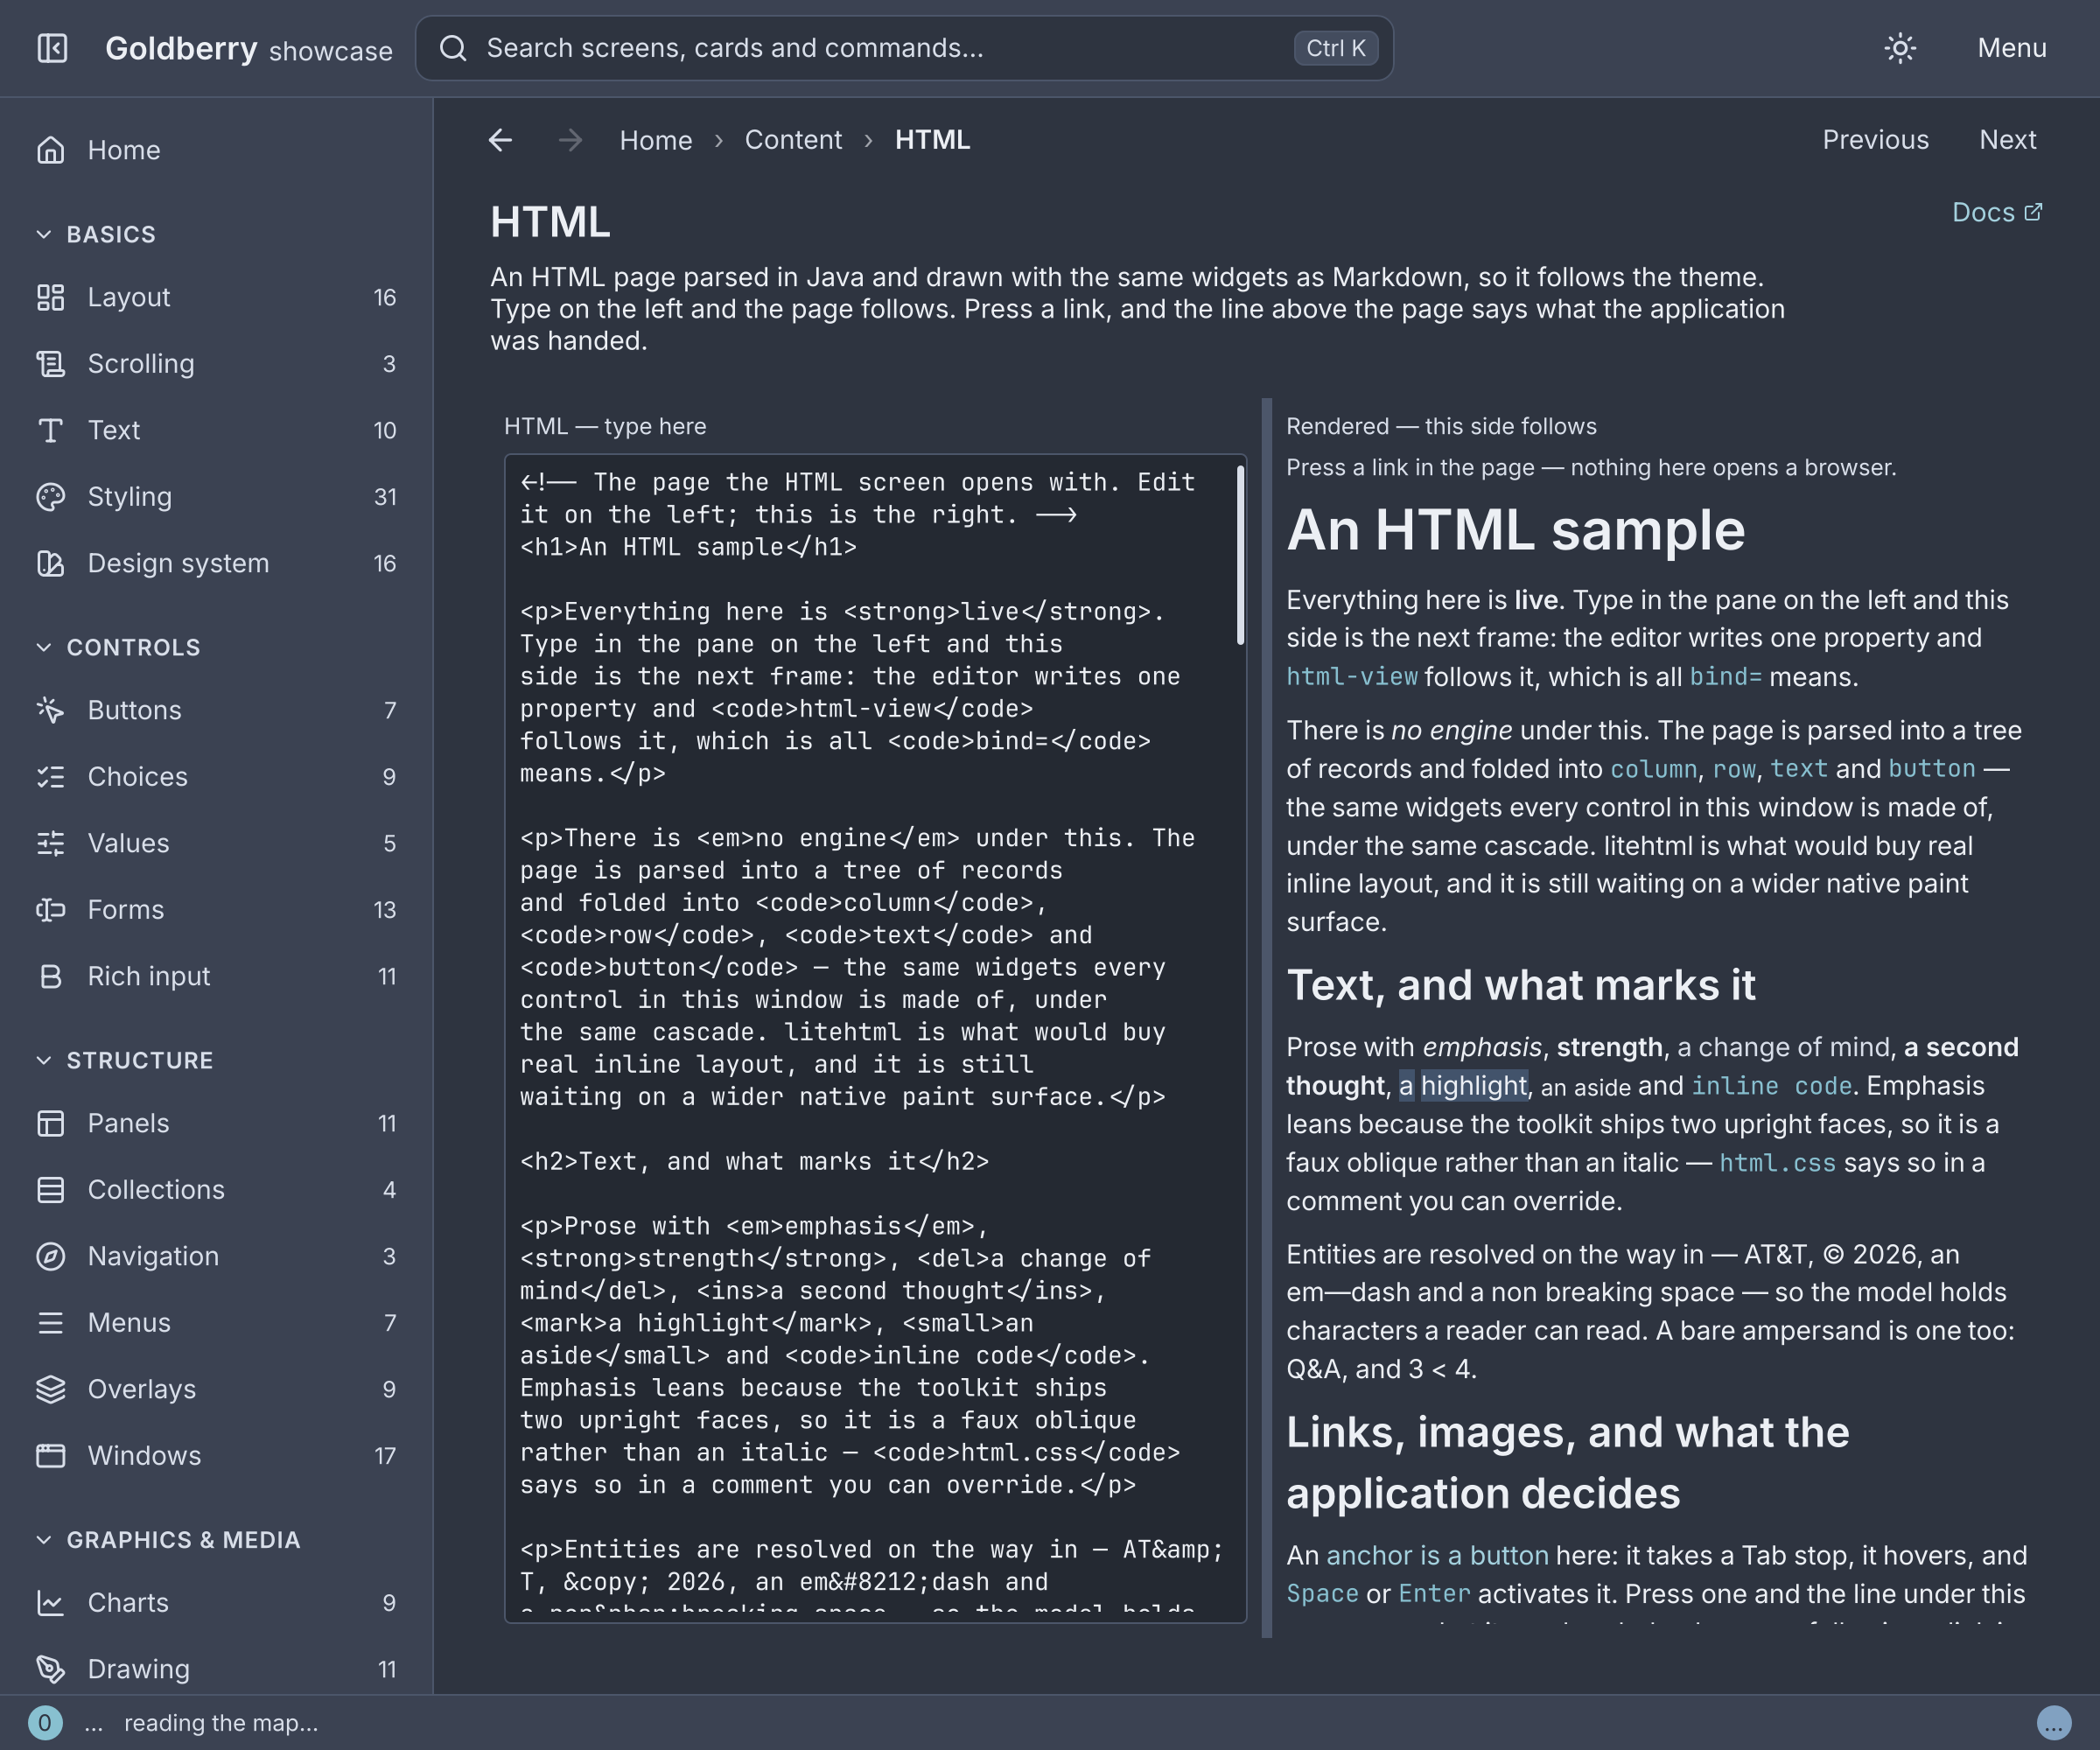 Goldberry showcase
Search screens, cards and commands...
Ctrl K
Menu
Home
BASICS
Layout 16
Scrolling 3
Text 10
Styling 31
Design system 16
CONTROLS
Buttons 7
Choices 9
Values 5
Forms 13
Rich input 11
STRUCTURE
Panels 11
Collections 4
Navigation 3
Menus 7
Overlays 9
Windows 17
GRAPHICS & MEDIA
Charts 9
Drawing 11
Home › Content › HTML
Previous Next
HTML
Docs
An HTML page parsed in Java and drawn with the same widgets as Markdown, so it follows the theme.
Type on the left and the page follows. Press a link, and the line above the page says what the application
was handed.
HTML — type here
<!-- The page the HTML screen opens with. Edit
it on the left; this is the right. -->
<h1>An HTML sample</h1>
<p>Everything here is <strong>live</strong>.
Type in the pane on the left and this
side is the next frame: the editor writes one
property and <code>html-view</code>
follows it, which is all <code>bind=</code>
means.</p>
<p>There is <em>no engine</em> under this. The
page is parsed into a tree of records
and folded into <code>column</code>,
<code>row</code>, <code>text</code> and
<code>button</code> — the same widgets every
control in this window is made of, under
the same cascade. litehtml is what would buy
real inline layout, and it is still
waiting on a wider native paint surface.</p>
<h2>Text, and what marks it</h2>
<p>Prose with <em>emphasis</em>,
<strong>strength</strong>, <del>a change of
mind</del>, <ins>a second thought</ins>,
<mark>a highlight</mark>, <small>an
aside</small> and <code>inline code</code>.
Emphasis leans because the toolkit ships
two upright faces, so it is a faux oblique
rather than an italic — <code>html.css</code>
says so in a comment you can override.</p>
<p>Entities are resolved on the way in — AT&amp;
T, &copy; 2026, an em&#8212;dash and
Rendered — this side follows
Press a link in the page — nothing here opens a browser.
An HTML sample
Everything here is live. Type in the pane on the left and this
side is the next frame: the editor writes one property and
html-view follows it, which is all bind= means.
There is no engine under this. The page is parsed into a tree
of records and folded into column, row, text and button —
the same widgets every control in this window is made of,
under the same cascade. litehtml is what would buy real
inline layout, and it is still waiting on a wider native paint
surface.
Text, and what marks it
Prose with emphasis, strength, a change of mind, a second
thought, a highlight, an aside and inline code. Emphasis
leans because the toolkit ships two upright faces, so it is a
faux oblique rather than an italic — html.css says so in a
comment you can override.
Entities are resolved on the way in — AT&T, © 2026, an
em—dash and a non breaking space — so the model holds
characters a reader can read. A bare ampersand is one too:
Q&A, and 3 < 4.
Links, images, and what the
application decides
An anchor is a button here: it takes a Tab stop, it hovers, and
Space or Enter activates it. Press one and the line under this
0 ... reading the map...
...